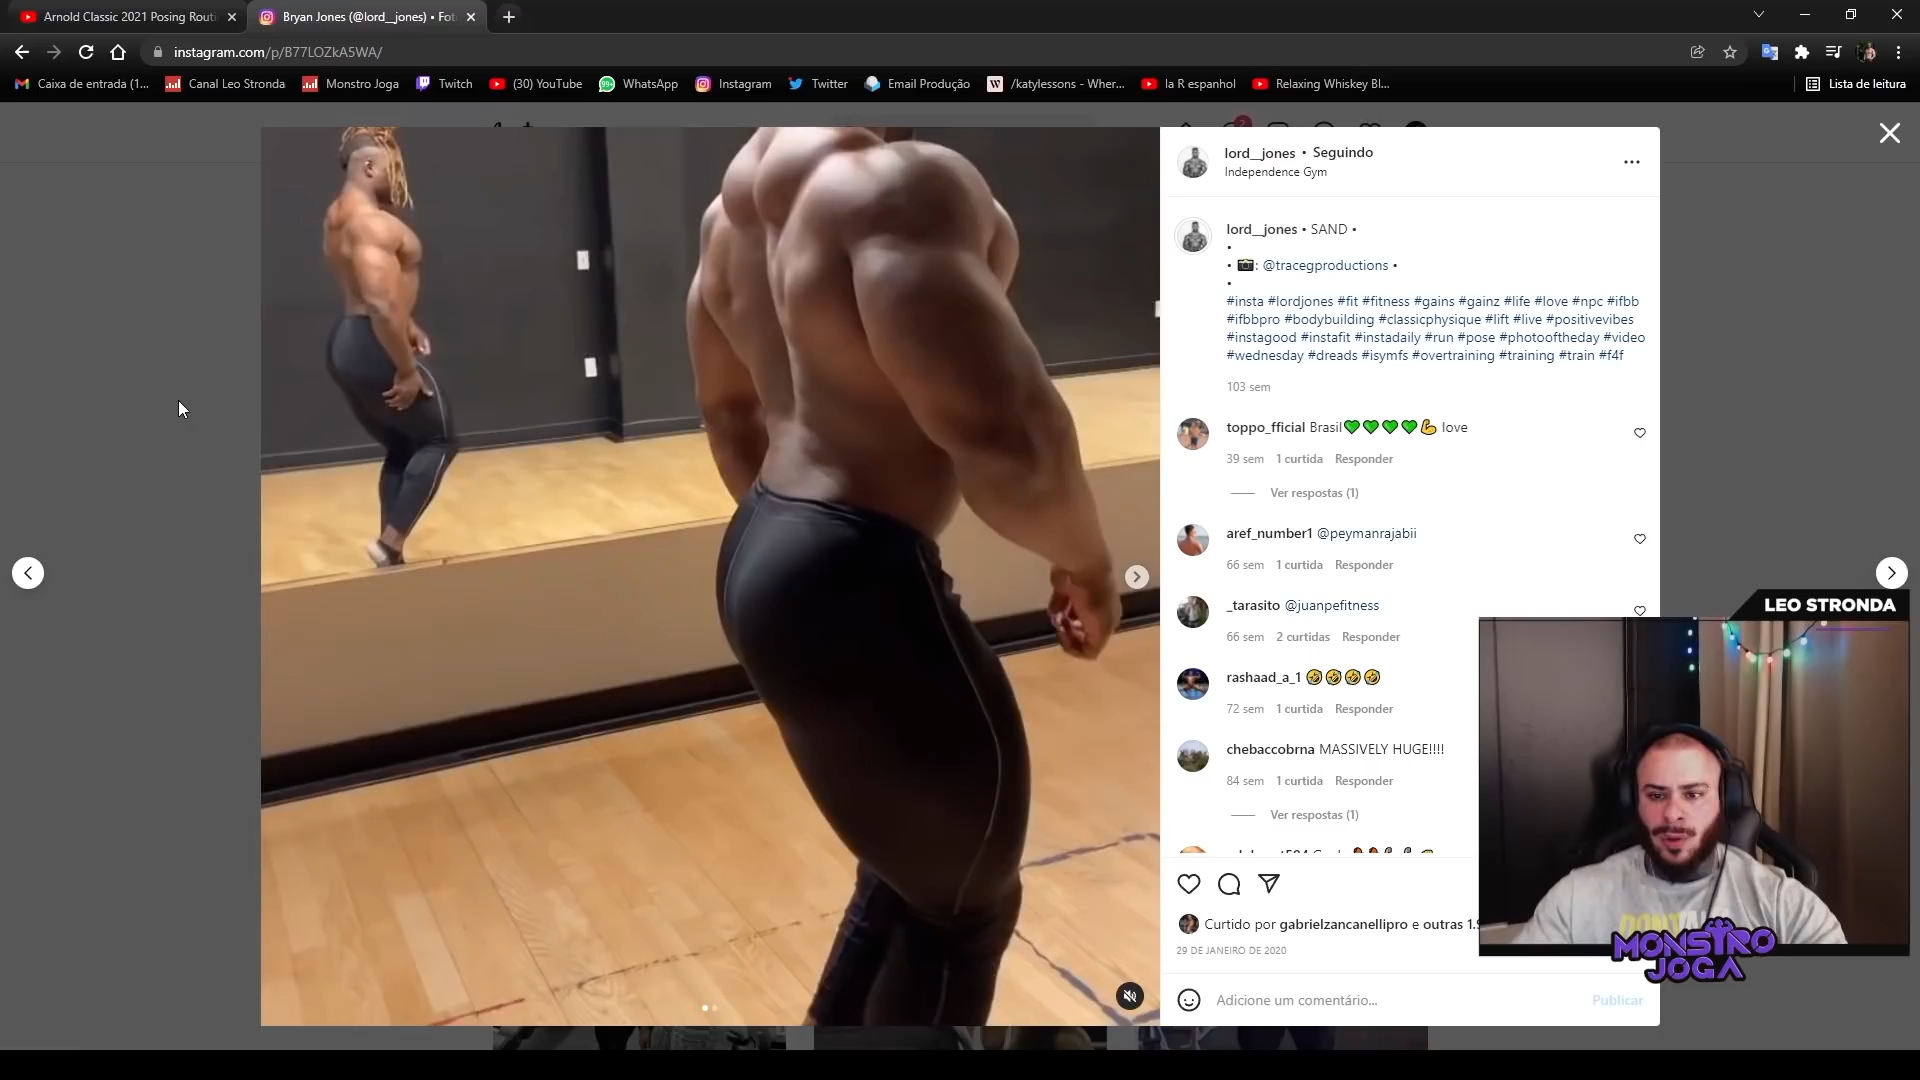 Arnold Classic 2021 Posing Routi
Bryan Jones (@lord__jones) • Fot
instagram.com/p/B77LOZkA5WA/
Caixa de entrada (1...
Canal Leo Stronda
Monstro Joga
Twitch
(30) YouTube
WhatsApp
Instagram
Twitter
Email Produção
/katylessons - Wher...
la R espanhol
Relaxing Whiskey Bl...
Lista de leitura
lord__jones • Seguindo
Independence Gym
lord__jones • SAND •
•
• 📷: @tracegproductions •
•
#insta #lordjones #fit #fitness #gains #gainz #life #love #npc #ifbb
#ifbbpro #bodybuilding #classicphysique #lift #live #positivevibes
#instagood #instafit #instadaily #run #pose #photooftheday #video
#wednesday #dreads #isymfs #overtraining #training #train #f4f
103 sem
toppo_fficial Brasil💚💚💚💚💪 love
39 sem 1 curtida Responder
Ver respostas (1)
aref_number1 @peymanrajabii
66 sem 1 curtida Responder
_tarasito @juanpefitness
66 sem 2 curtidas Responder
rashaad_a_1 🤣🤣🤣🤣
72 sem 1 curtida Responder
chebaccobrna MASSIVELY HUGE!!!!
84 sem 1 curtida Responder
Ver respostas (1)
Curtido por gabrielzancanellipro e outras 1.
29 DE JANEIRO DE 2020
Adicione um comentário...
Publicar
LEO STRONDA
MONSTRO
JOGA